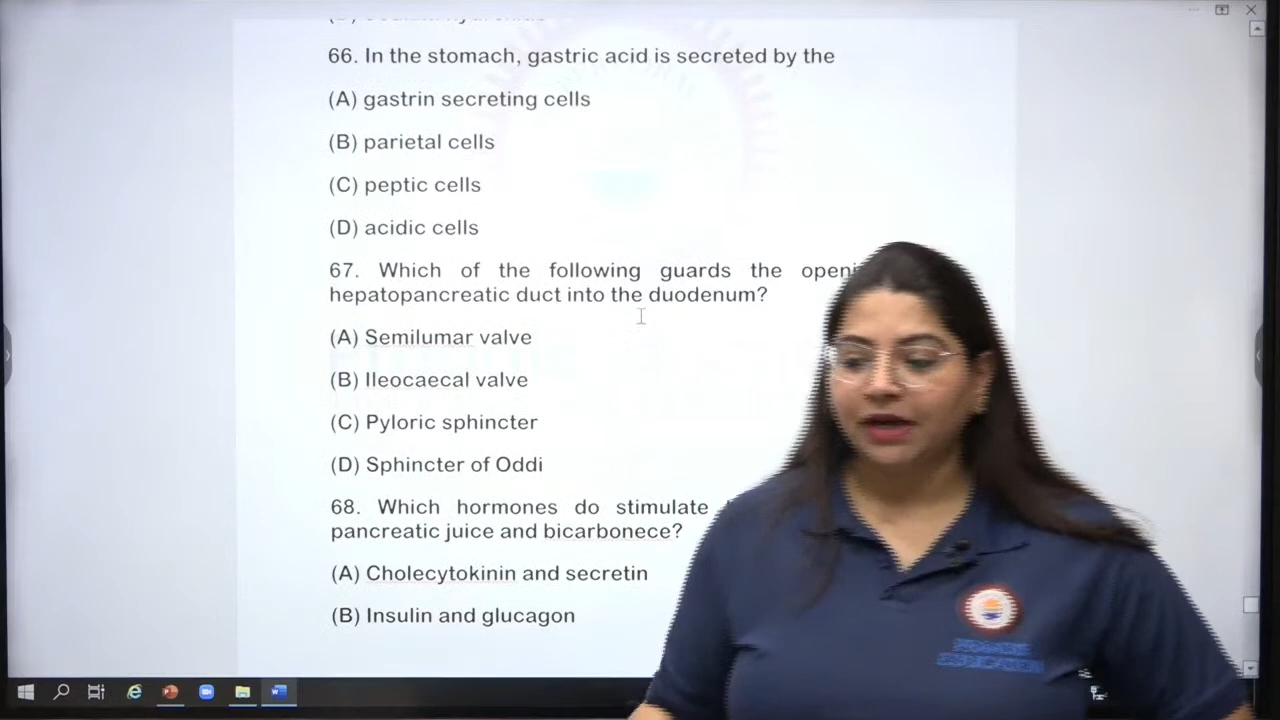 66. In the stomach, gastric acid is secreted by the
(A) gastrin secreting cells
(B) parietal cells
(C) peptic cells
(D) acidic cells
67. Which of the following guards the
hepatopancreatic duct into the duodenum?
(A) Semilumar valve
(B) Ileocaecal valve
(C) Pyloric sphincter
(D) Sphincter of Oddi
68. Which hormones do stimulate
pancreatic juice and bicarbonece?
(A) Cholecytokinin and secretin
(B) Insulin and glucagon